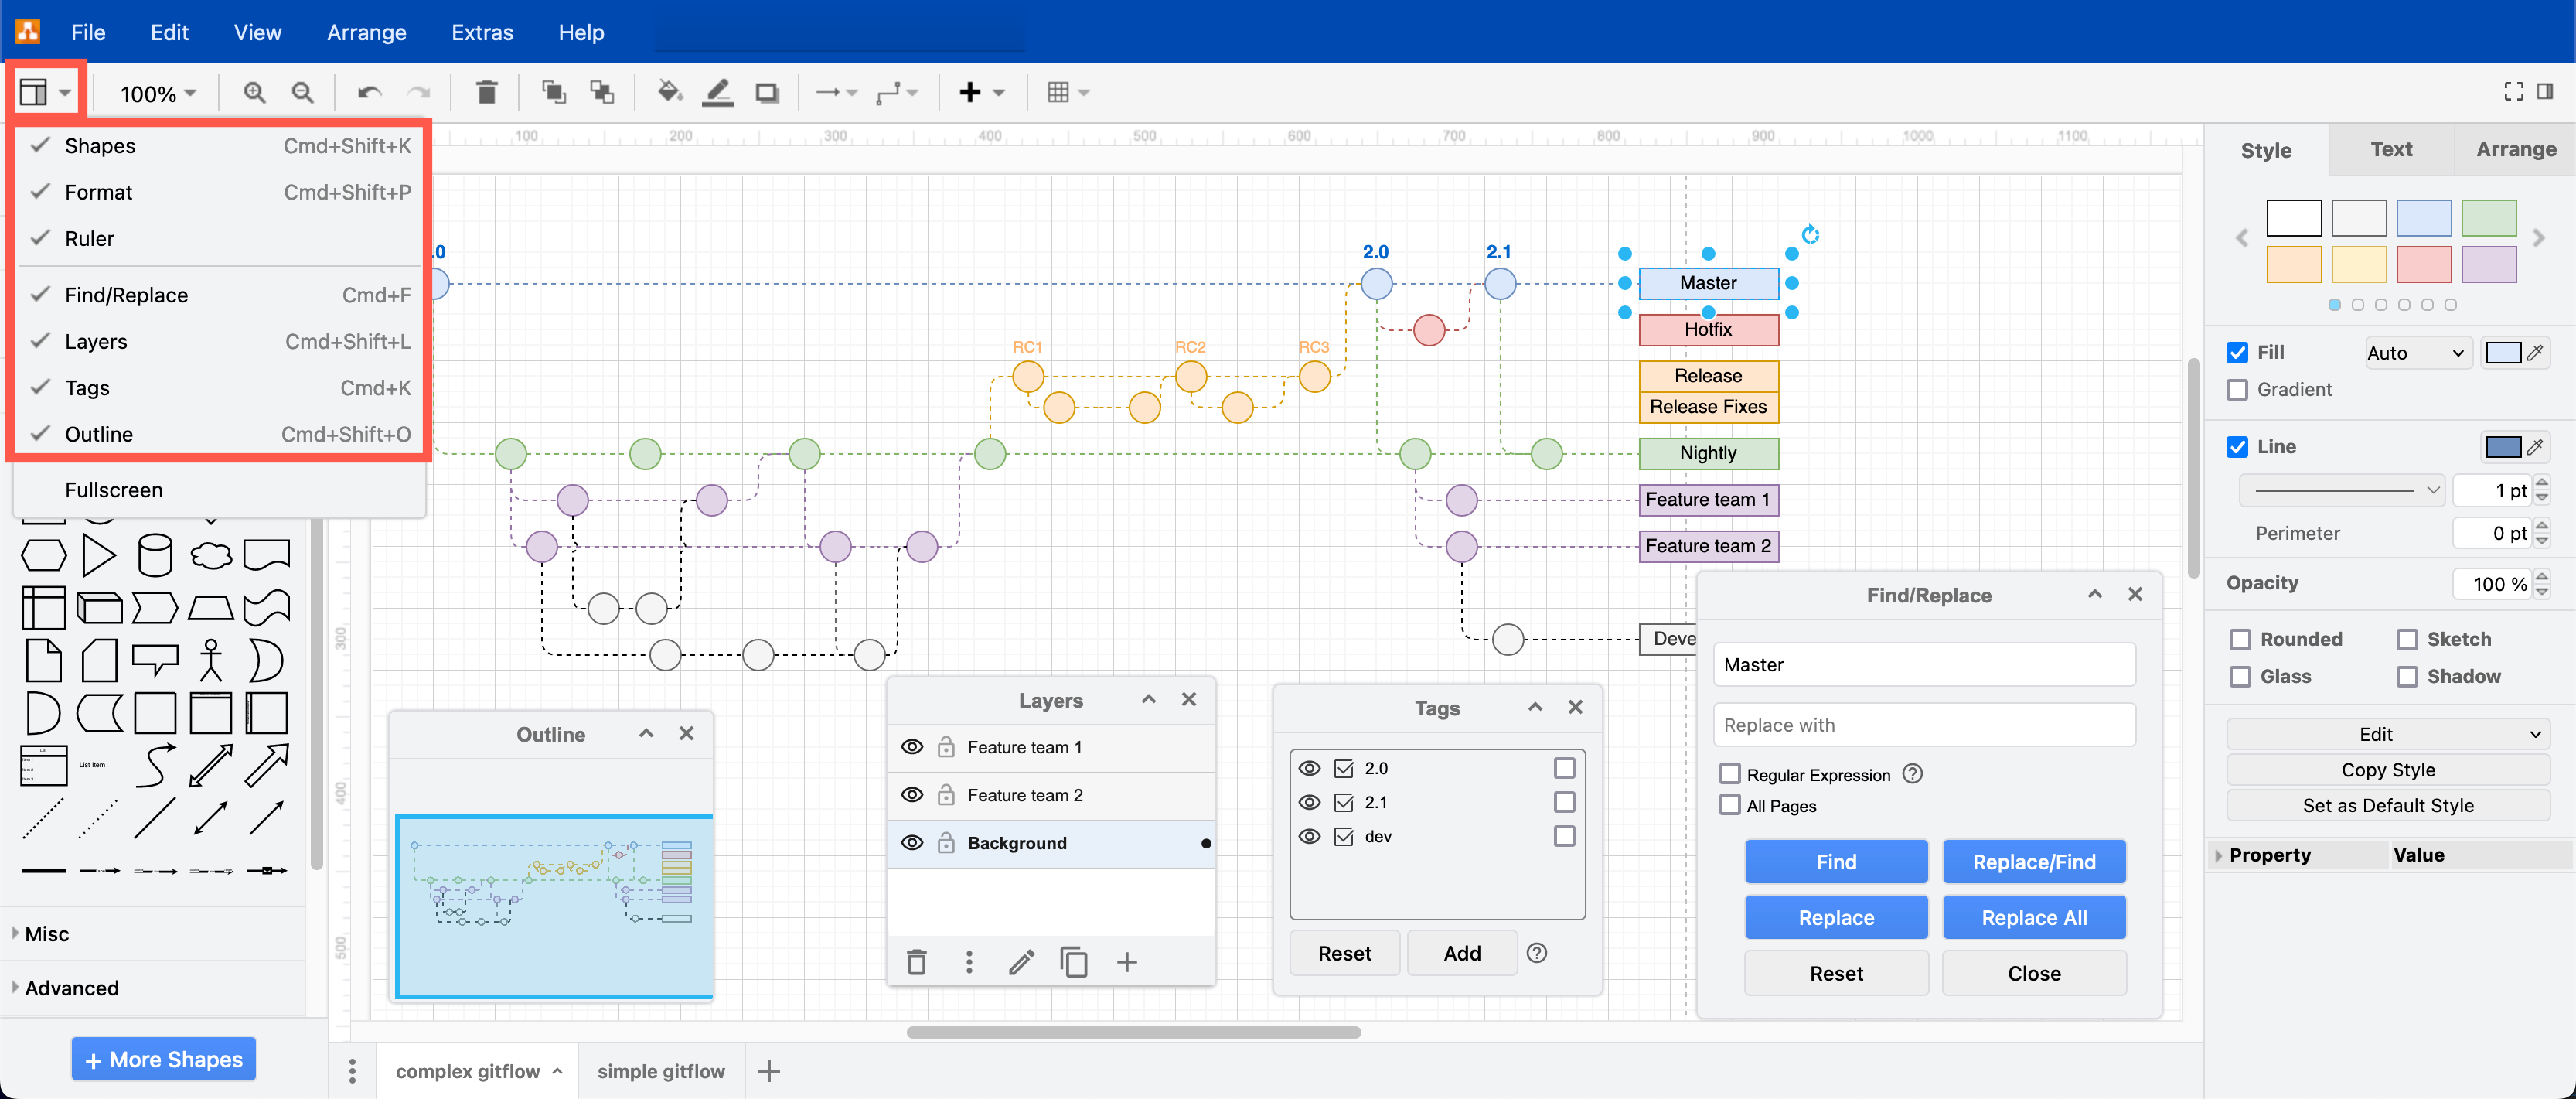 File Edit View Arrange Extras Help
100%
Shapes Cmd+Shift+K
Format Cmd+Shift+P
Ruler
Find/Replace Cmd+F
Layers Cmd+Shift+L
Tags Cmd+K
Outline Cmd+Shift+O
Fullscreen
100 200 300 400 500 600 700 800 900 1000 1100
300
400
500
.0
2.0
2.1
RC1
RC2
RC3
Master
Hotfix
Release
Release Fixes
Nightly
Feature team 1
Feature team 2
Deve
List Item
Misc
Advanced
+ More Shapes
Outline
Layers
Feature team 1
Feature team 2
Background
Tags
2.0
2.1
dev
Reset Add
Find/Replace
Master
Replace with
Regular Expression
All Pages
Find Replace/Find
Replace Replace All
Reset Close
complex gitflow
simple gitflow
Style Text Arrange
Fill Auto
Gradient
Line
1 pt
Perimeter 0 pt
Opacity 100 %
Rounded Sketch
Glass Shadow
Edit
Copy Style
Set as Default Style
Property Value